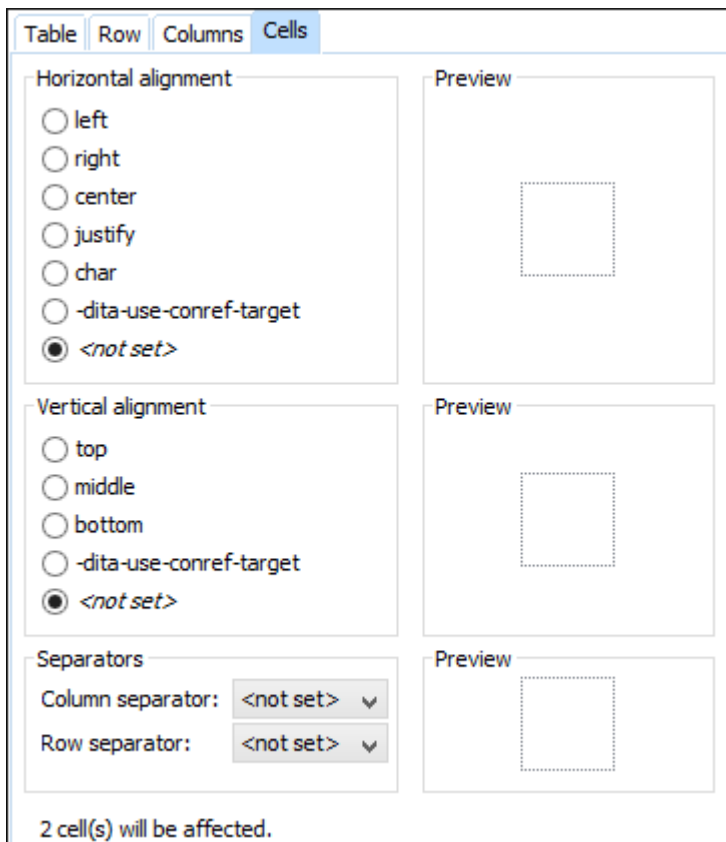 Table Row Columns Cells
Horizontal alignment
left
right
center
justify
char
-dita-use-conref-target
<not set>
Preview
Vertical alignment
top
middle
bottom
-dita-use-conref-target
<not set>
Preview
Separators
Column separator: <not set>
Row separator: <not set>
Preview
2 cell(s) will be affected.